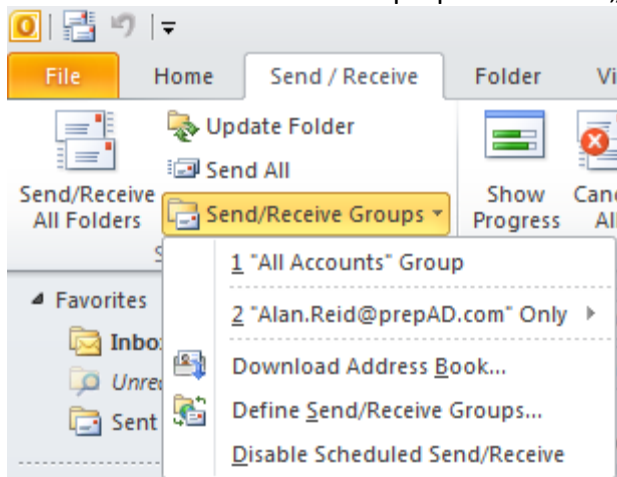 File Home Send / Receive Folder
Update Folder
Send All
Send/Receive Groups
Send/Receive
All Folders
Show
Progress
1 "All Accounts" Group
2 "Alan.Reid@prepAD.com" Only
Download Address Book...
Define Send/Receive Groups...
Disable Scheduled Send/Receive
Favorites
Sent